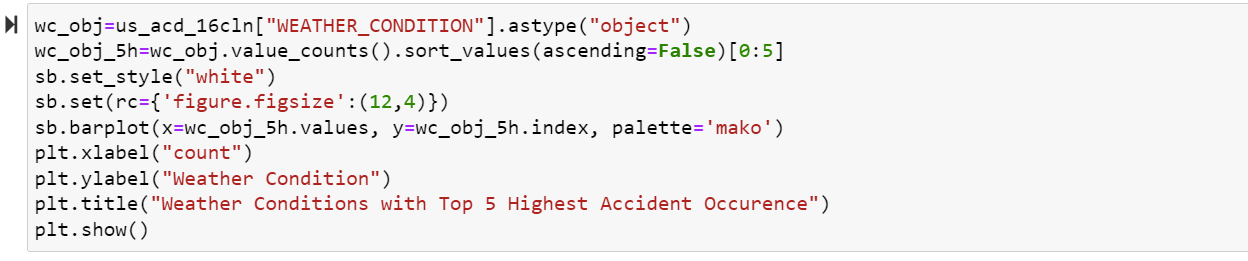 wc_obj=us_acd_16cln["WEATHER_CONDITION"].astype("object")
wc_obj_5h=wc_obj.value_counts().sort_values(ascending=False)[0:5]
sb.set_style("white")
sb.set(rc={'figure.figsize':(12,4)})
sb.barplot(x=wc_obj_5h.values, y=wc_obj_5h.index, palette='mako')
plt.xlabel("count")
plt.ylabel("Weather Condition")
plt.title("Weather Conditions with Top 5 Highest Accident Occurence")
plt.show()